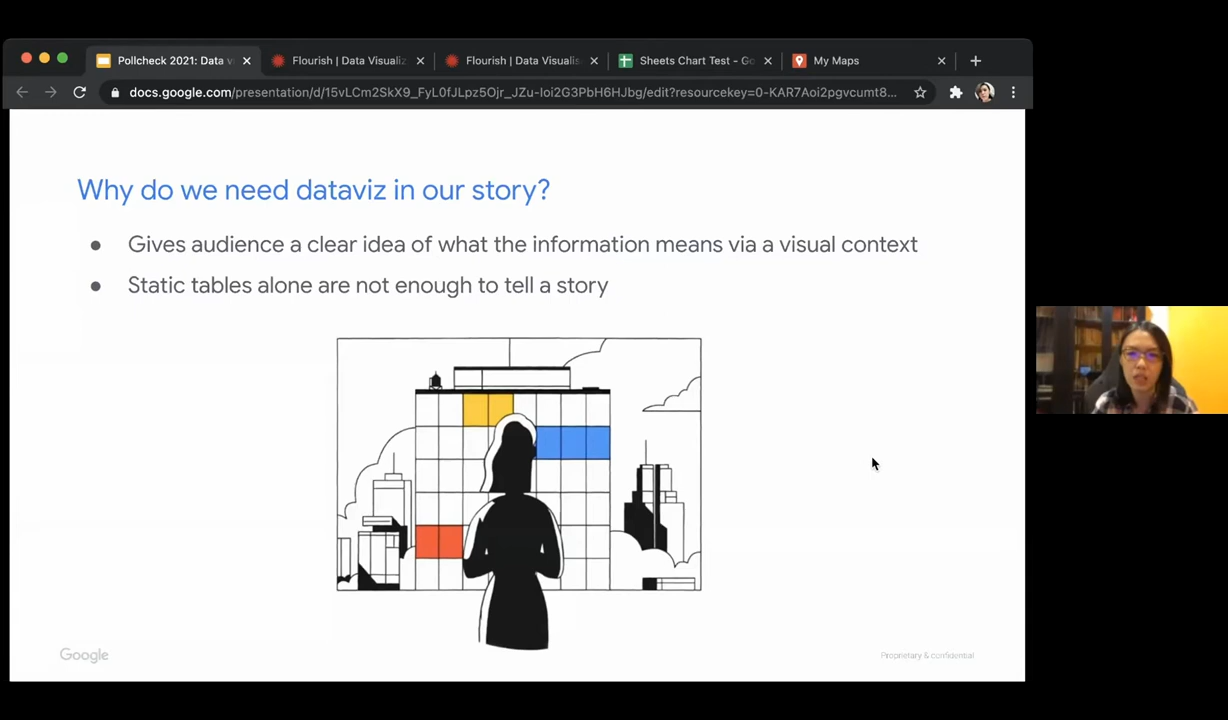 Pollcheck 2021: Data v
Flourish | Data Visualiz
Flourish | Data Visualis
Sheets Chart Test - Go
My Maps
docs.google.com/presentation/d/15vLCm2SkX9_FyL0fJLpz5Ojr_JZu-loi2G3PbH6HJbg/edit?resourcekey=0-KAR7Aoi2pgvcumt8...
Why do we need dataviz in our story?
● Gives audience a clear idea of what the information means via a visual context
● Static tables alone are not enough to tell a story
Google
Proprietary & confidential